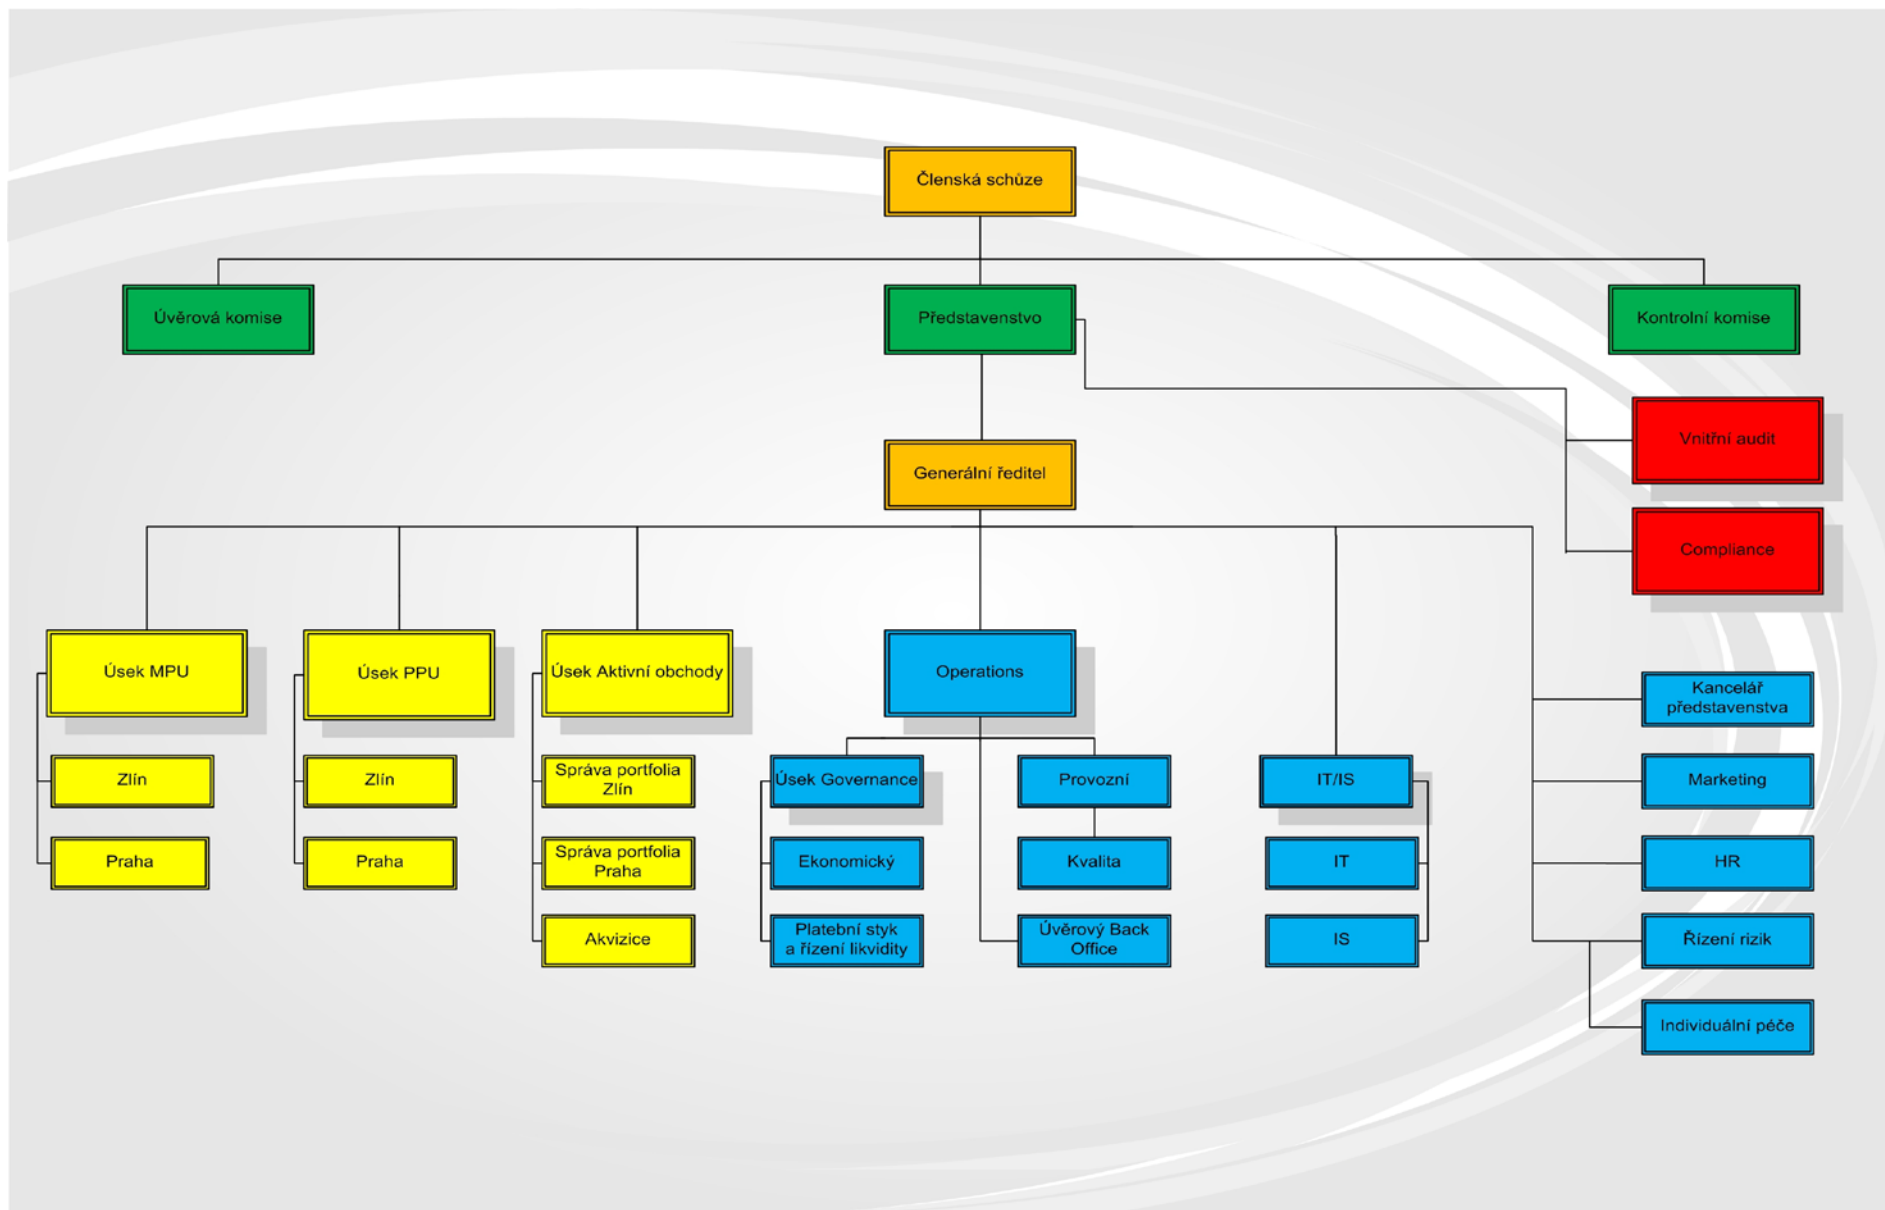 Členská schůze
Úvěrová komise
Představenstvo
Kontrolní komise
Vnitřní audit
Generální ředitel
Compliance
Úsek MPU
Úsek PPU
Úsek Aktivní obchody
Operations
Kancelář
představenstva
Zlín
Zlín
Správa portfolia
Zlín
Úsek Governance
Provozní
IT/IS
Marketing
Praha
Praha
Správa portfolia
Praha
Ekonomický
Kvalita
IT
HR
Akvizice
Platební styk
a řízení likvidity
Úvěrový Back
Office
IS
Řízení rizik
Individuální péče